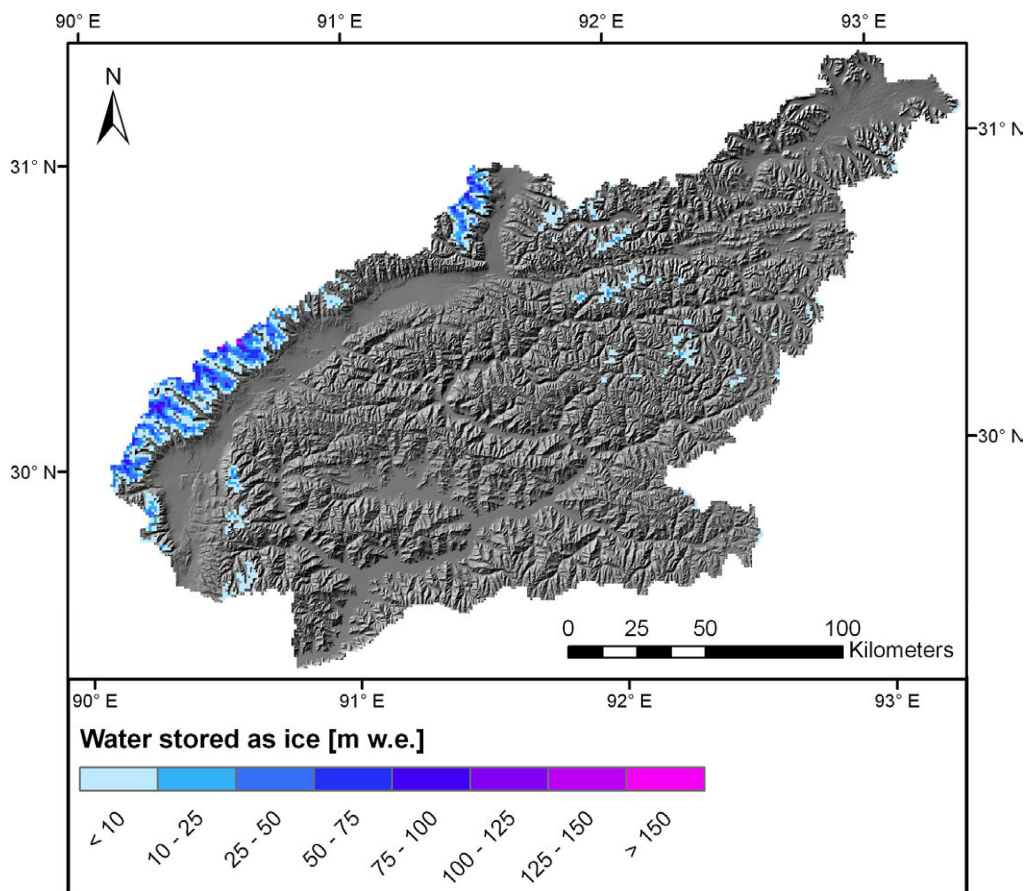 90° E 91° E 92° E 93° E
N
31° N 31° N
30° N 30° N
0 25 50 100
Kilometers
90° E 91° E 92° E 93° E
Water stored as ice [m w.e.]
< 10 10 - 25 25 - 50 50 - 75 75 - 100 100 - 125 125 - 150 > 150